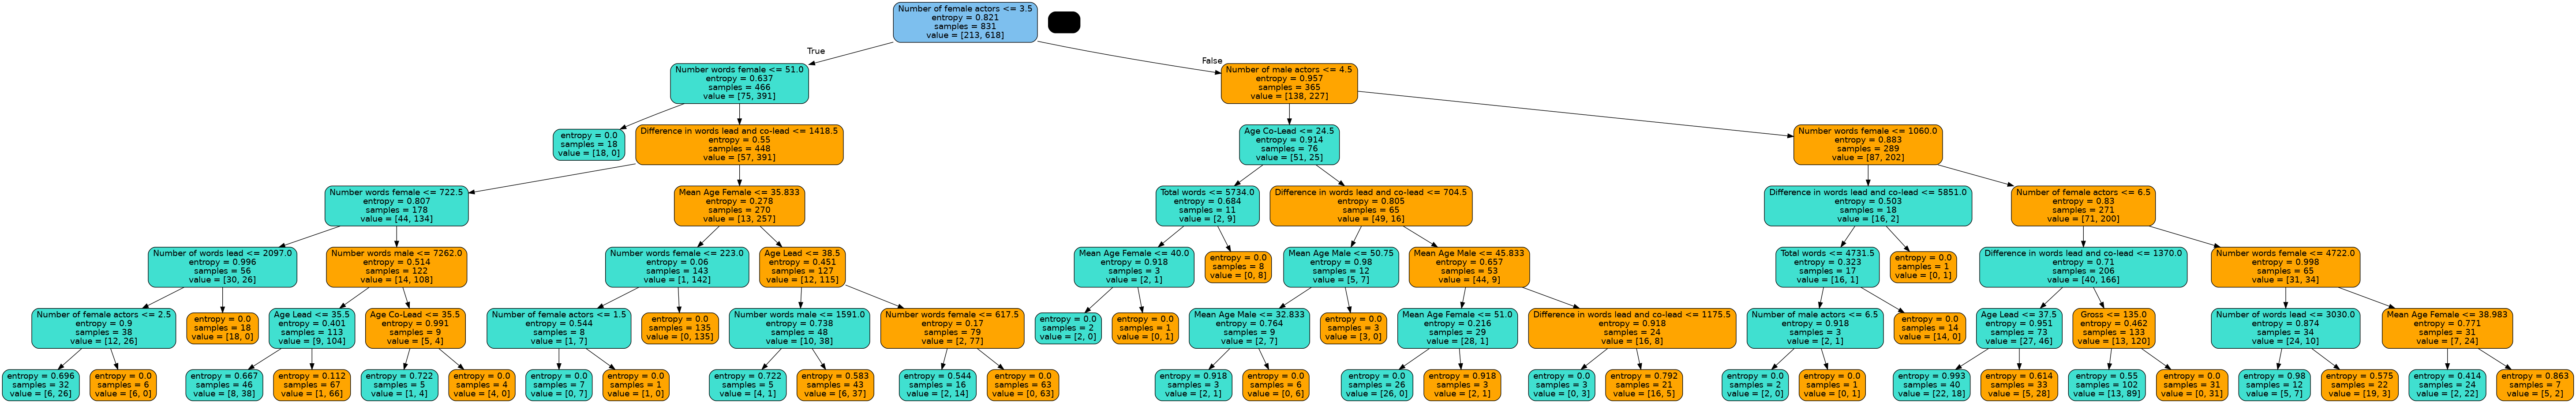 Number of female actors <= 3.5
entropy = 0.821
samples = 831
value = [213, 618]
True
False
Number words female <= 51.0
entropy = 0.637
samples = 466
value = [75, 391]
Number of male actors <= 4.5
entropy = 0.957
samples = 365
value = [138, 227]
entropy = 0.0
samples = 18
value = [18, 0]
Difference in words lead and co-lead <= 1418.5
entropy = 0.55
samples = 448
value = [57, 391]
Age Co-Lead <= 24.5
entropy = 0.914
samples = 76
value = [51, 25]
Number words female <= 1060.0
entropy = 0.883
samples = 289
value = [87, 202]
Number words female <= 722.5
entropy = 0.807
samples = 178
value = [44, 134]
Mean Age Female <= 35.833
entropy = 0.278
samples = 270
value = [13, 257]
Total words <= 5734.0
entropy = 0.684
samples = 11
value = [2, 9]
Difference in words lead and co-lead <= 704.5
entropy = 0.805
samples = 65
value = [49, 16]
Difference in words lead and co-lead <= 5851.0
entropy = 0.503
samples = 18
value = [16, 2]
Number of female actors <= 6.5
entropy = 0.83
samples = 271
value = [71, 200]
Number of words lead <= 2097.0
entropy = 0.996
samples = 56
value = [30, 26]
Number words male <= 7262.0
entropy = 0.514
samples = 122
value = [14, 108]
Number words female <= 223.0
entropy = 0.06
samples = 143
value = [1, 142]
Age Lead <= 38.5
entropy = 0.451
samples = 127
value = [12, 115]
Mean Age Female <= 40.0
entropy = 0.918
samples = 3
value = [2, 1]
entropy = 0.0
samples = 8
value = [0, 8]
Mean Age Male <= 50.75
entropy = 0.98
samples = 12
value = [5, 7]
Mean Age Male <= 45.833
entropy = 0.657
samples = 53
value = [44, 9]
Total words <= 4731.5
entropy = 0.323
samples = 17
value = [16, 1]
entropy = 0.0
samples = 1
value = [0, 1]
Difference in words lead and co-lead <= 1370.0
entropy = 0.71
samples = 206
value = [40, 166]
Number words female <= 4722.0
entropy = 0.998
samples = 65
value = [31, 34]
Number of female actors <= 2.5
entropy = 0.9
samples = 38
value = [12, 26]
entropy = 0.0
samples = 18
value = [18, 0]
Age Lead <= 35.5
entropy = 0.401
samples = 113
value = [9, 104]
Age Co-Lead <= 35.5
entropy = 0.991
samples = 9
value = [5, 4]
Number of female actors <= 1.5
entropy = 0.544
samples = 8
value = [1, 7]
entropy = 0.0
samples = 135
value = [0, 135]
Number words male <= 1591.0
entropy = 0.738
samples = 48
value = [10, 38]
Number words female <= 617.5
entropy = 0.17
samples = 79
value = [2, 77]
entropy = 0.0
samples = 2
value = [2, 0]
entropy = 0.0
samples = 1
value = [0, 1]
Mean Age Male <= 32.833
entropy = 0.764
samples = 9
value = [2, 7]
entropy = 0.0
samples = 3
value = [3, 0]
Mean Age Female <= 51.0
entropy = 0.216
samples = 29
value = [28, 1]
Difference in words lead and co-lead <= 1175.5
entropy = 0.918
samples = 24
value = [16, 8]
Number of male actors <= 6.5
entropy = 0.918
samples = 3
value = [2, 1]
entropy = 0.0
samples = 14
value = [14, 0]
Age Lead <= 37.5
entropy = 0.951
samples = 73
value = [27, 46]
Gross <= 135.0
entropy = 0.462
samples = 133
value = [13, 120]
Number of words lead <= 3030.0
entropy = 0.874
samples = 34
value = [24, 10]
Mean Age Female <= 38.983
entropy = 0.771
samples = 31
value = [7, 24]
entropy = 0.696
samples = 32
value = [6, 26]
entropy = 0.0
samples = 6
value = [6, 0]
entropy = 0.667
samples = 46
value = [8, 38]
entropy = 0.112
samples = 67
value = [1, 66]
entropy = 0.722
samples = 5
value = [1, 4]
entropy = 0.0
samples = 4
value = [4, 0]
entropy = 0.0
samples = 7
value = [0, 7]
entropy = 0.0
samples = 1
value = [1, 0]
entropy = 0.722
samples = 5
value = [4, 1]
entropy = 0.583
samples = 43
value = [6, 37]
entropy = 0.544
samples = 16
value = [2, 14]
entropy = 0.0
samples = 63
value = [0, 63]
entropy = 0.918
samples = 3
value = [2, 1]
entropy = 0.0
samples = 6
value = [0, 6]
entropy = 0.0
samples = 26
value = [26, 0]
entropy = 0.918
samples = 3
value = [2, 1]
entropy = 0.0
samples = 3
value = [0, 3]
entropy = 0.792
samples = 21
value = [16, 5]
entropy = 0.0
samples = 2
value = [2, 0]
entropy = 0.0
samples = 1
value = [0, 1]
entropy = 0.993
samples = 40
value = [22, 18]
entropy = 0.614
samples = 33
value = [5, 28]
entropy = 0.55
samples = 102
value = [13, 89]
entropy = 0.0
samples = 31
value = [0, 31]
entropy = 0.98
samples = 12
value = [5, 7]
entropy = 0.575
samples = 22
value = [19, 3]
entropy = 0.414
samples = 24
value = [2, 22]
entropy = 0.863
samples = 7
value = [5, 2]